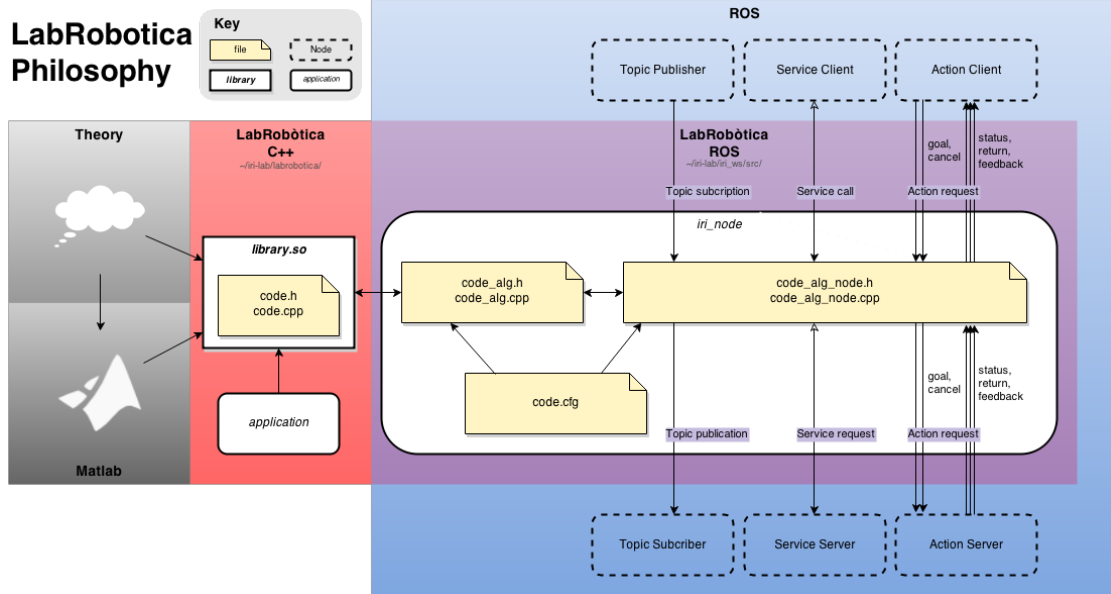 LabRobotica
Philosophy
Key
file
Node
library
application
ROS
Topic Publisher
Service Client
Action Client
Theory
LabRobòtica
C++
~/iri-lab/labrobotica/
LabRobòtica
ROS
~/iri-lab/iri_ws/src/
goal,
cancel
status,
return,
feedback
Topic subcription
Service call
Action request
iri_node
library.so
code.h
code.cpp
code_alg.h
code_alg.cpp
code_alg_node.h
code_alg_node.cpp
code.cfg
application
goal,
cancel
status,
return,
feedback
Topic publication
Service request
Action request
Matlab
Topic Subcriber
Service Server
Action Server